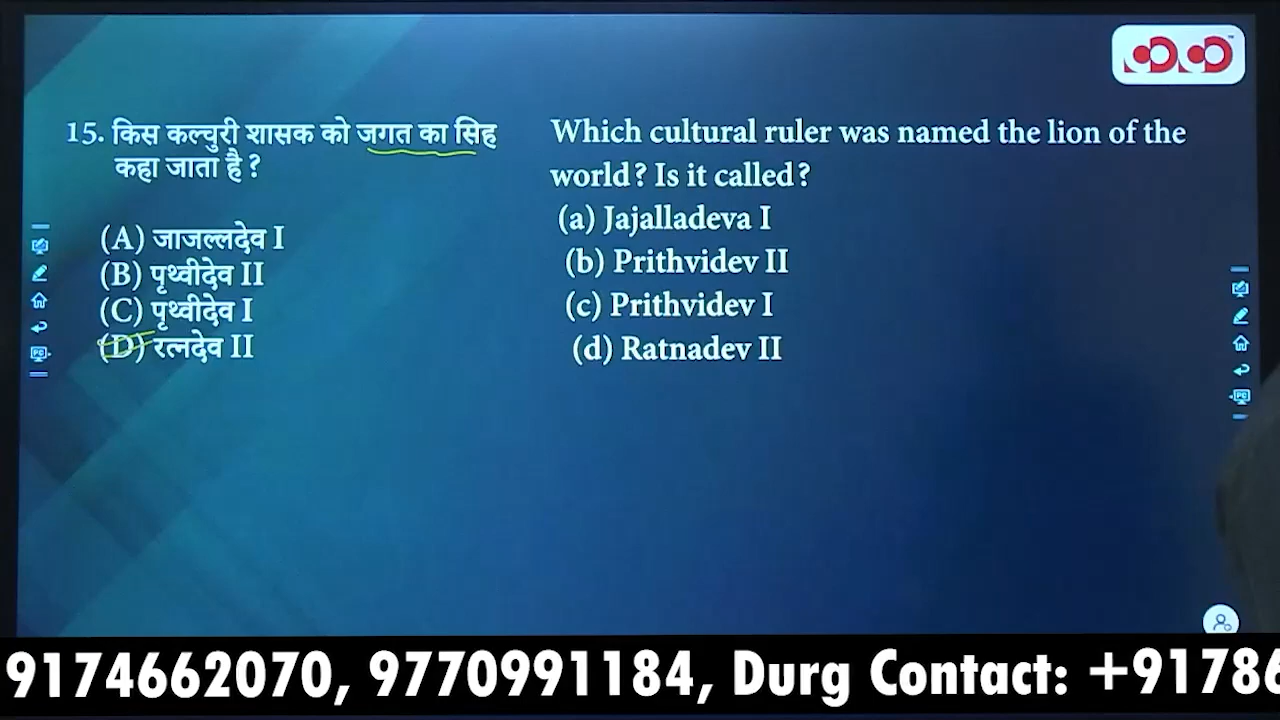 15. किस कल्चुरी शासक को जगत का सिंह
कहा जाता है ?
(A) जाजल्लदेव I
(B) पृथ्वीदेव II
(C) पृथ्वीदेव I
(D) रत्नदेव II
Which cultural ruler was named the lion of the
world? Is it called?
(a) Jajalladeva I
(b) Prithvidev II
(c) Prithvidev I
(d) Ratnadev II
9174662070, 9770991184, Durg Contact: +91786